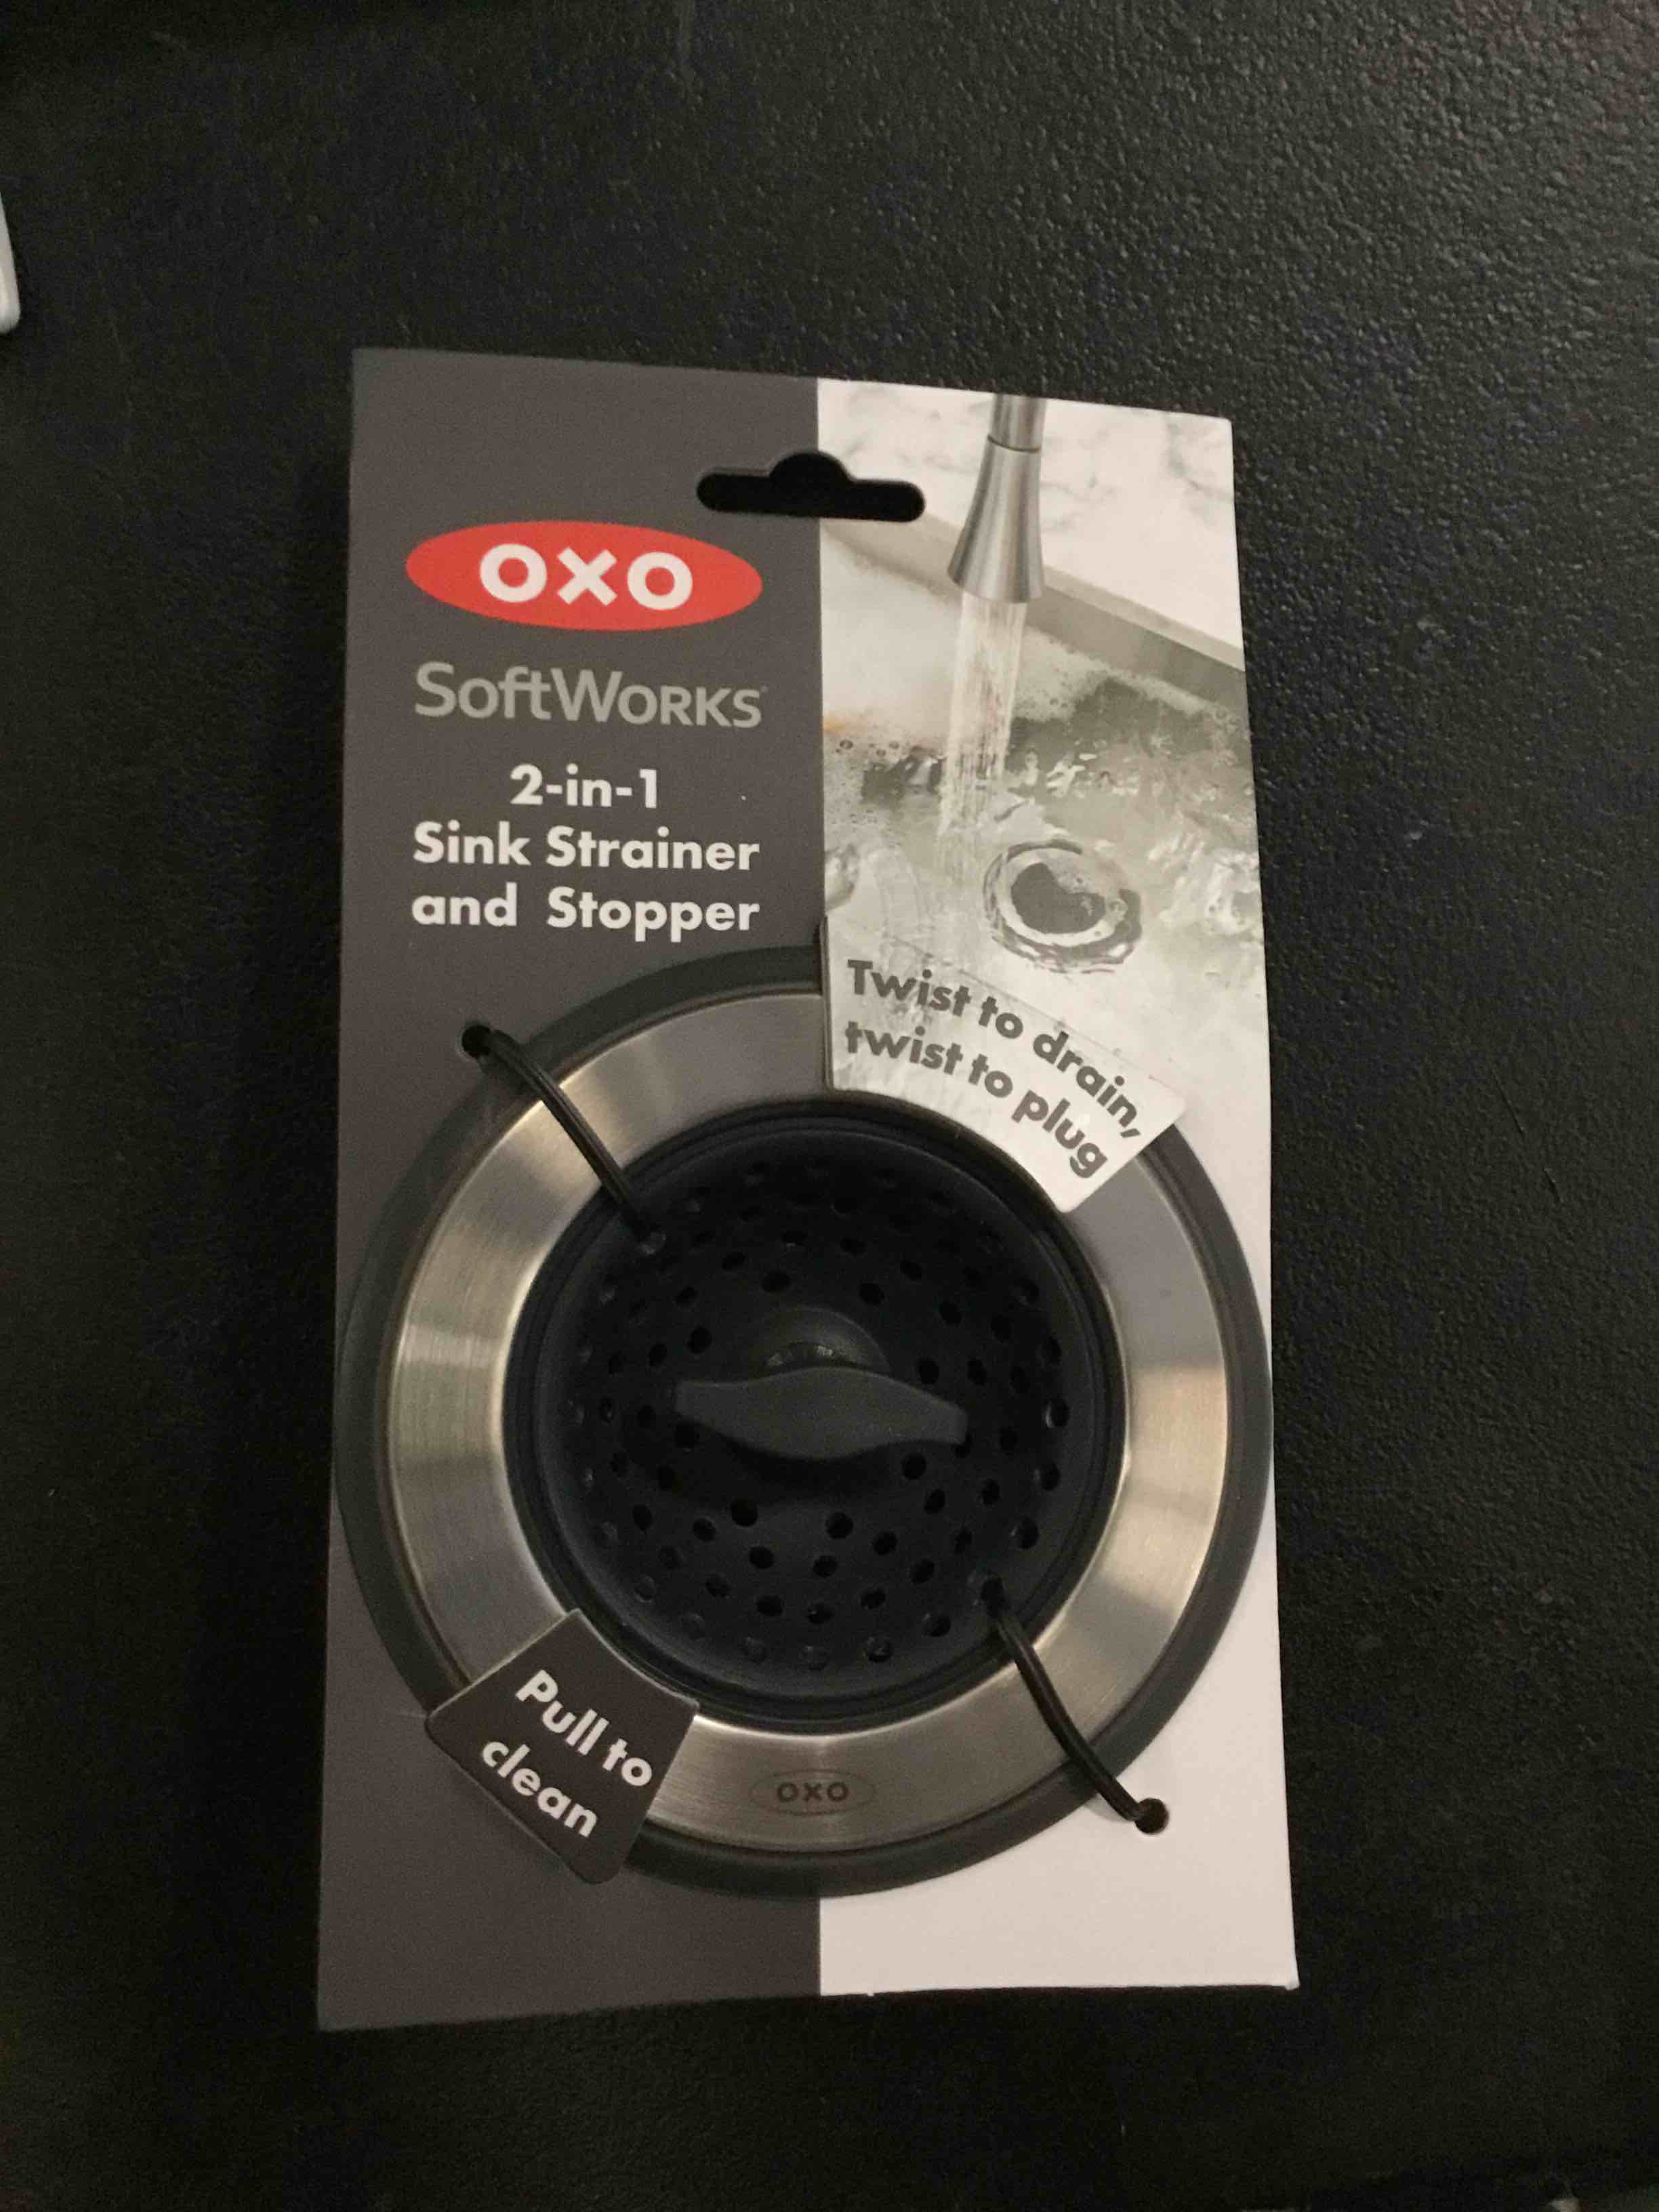 OXO
SOFTWORKS
2-in-1
Sink Strainer
and Stopper
Twist to drain,
twist to plug
Pull to
clean
OXO